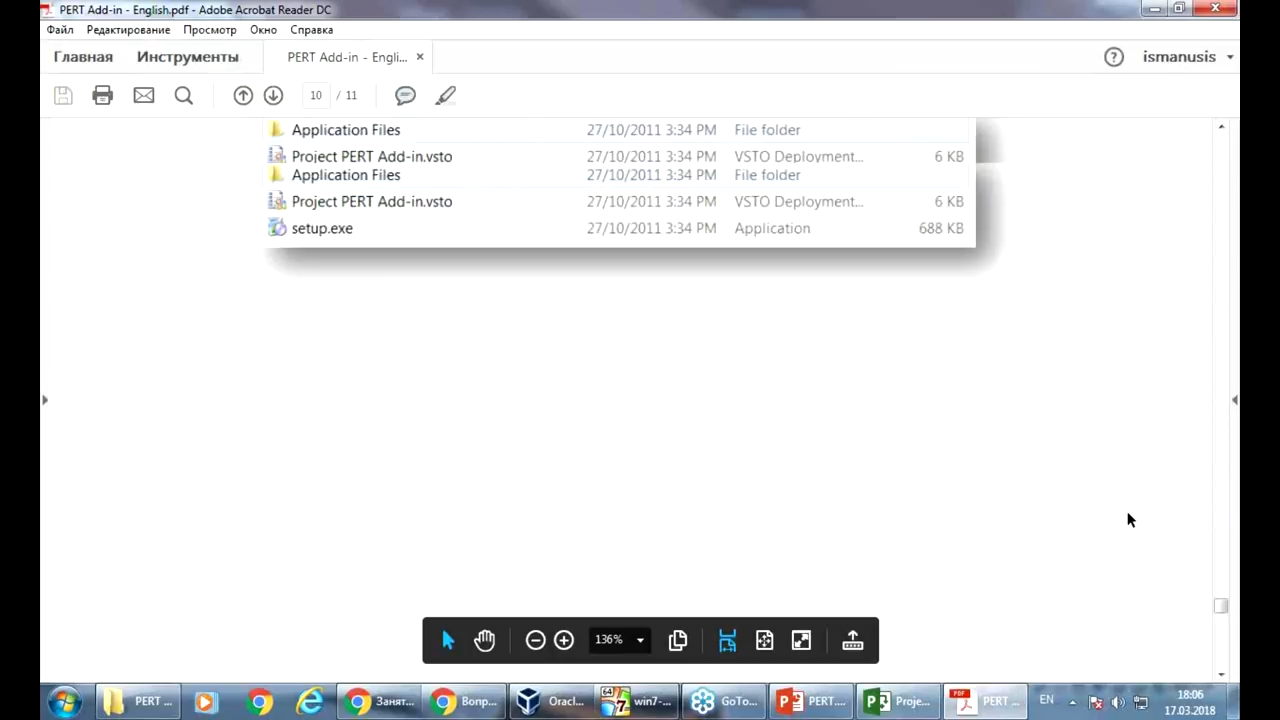 PERT Add-in - English.pdf - Adobe Acrobat Reader DC
Файл Редактирование Просмотр Окно Справка
Главная Инструменты PERT Add-in - Engli... × ismanusis
10 / 11
Application Files 27/10/2011 3:34 PM File folder
Project PERT Add-in.vsto 27/10/2011 3:34 PM VSTO Deployment... 6 KB
Application Files 27/10/2011 3:34 PM File folder
Project PERT Add-in.vsto 27/10/2011 3:34 PM VSTO Deployment... 6 KB
setup.exe 27/10/2011 3:34 PM Application 688 KB
136%
PERT ... Занят... Вопр... Oracl... win7-... GoTo... PERT.... Proje... PERT ... EN 18:06
17.03.2018